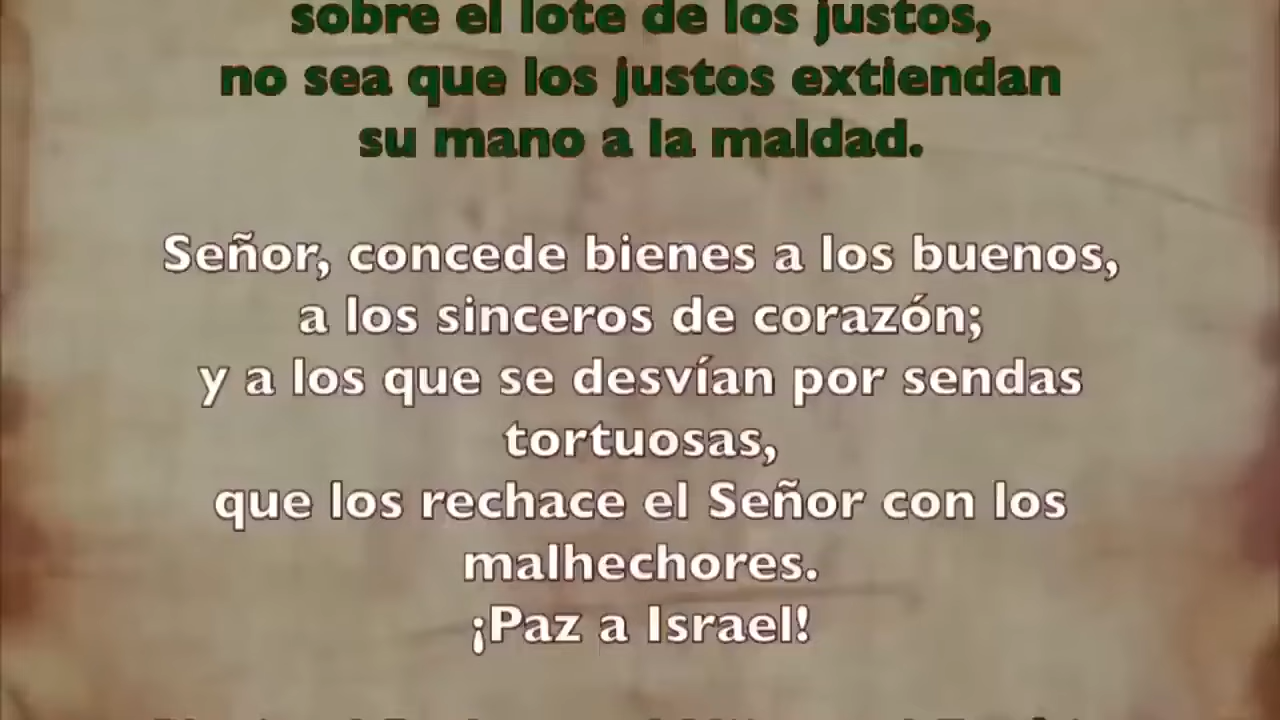 sobre el lote de los justos,
no sea que los justos extiendan
su mano a la maldad.
Señor, concede bienes a los buenos,
a los sinceros de corazón;
y a los que se desvían por sendas
tortuosas,
que los rechace el Señor con los
malhechores.
¡Paz a Israel!